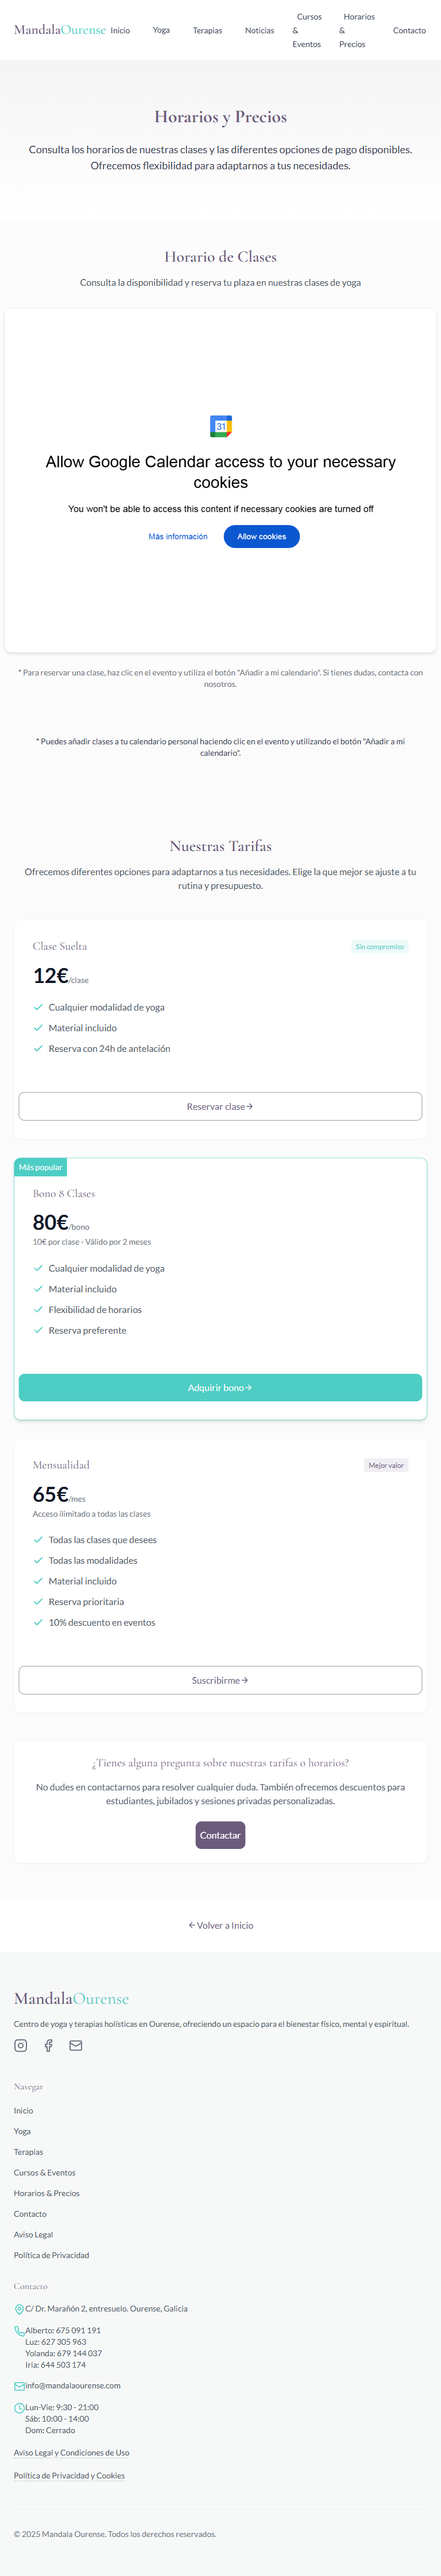 MandalaOurense
Inicio
Yoga
Terapias
Noticias
Cursos
&
Eventos
Horarios
&
Precios
Contacto
Horarios y Precios
Consulta los horarios de nuestras clases y las diferentes opciones de pago disponibles.
Ofrecemos flexibilidad para adaptarnos a tus necesidades.
Horario de Clases
Consulta la disponibilidad y reserva tu plaza en nuestras clases de yoga
31
Allow Google Calendar access to your necessary
cookies
You won't be able to access this content if necessary cookies are turned off
Más información
Allow cookies
* Para reservar una clase, haz clic en el evento y utiliza el botón "Añadir a mi calendario". Si tienes dudas, contacta con
nosotros.
* Puedes añadir clases a tu calendario personal haciendo clic en el evento y utilizando el botón "Añadir a mi
calendario".
Nuestras Tarifas
Ofrecemos diferentes opciones para adaptarnos a tus necesidades. Elige la que mejor se ajuste a tu
rutina y presupuesto.
Clase Suelta
Sin compromiso
12€/clase
Cualquier modalidad de yoga
Material incluido
Reserva con 24h de antelación
Reservar clase
Más popular
Bono 8 Clases
80€/bono
10€ por clase - Válido por 2 meses
Cualquier modalidad de yoga
Material incluido
Flexibilidad de horarios
Reserva preferente
Adquirir bono
Mensualidad
Mejor valor
65€/mes
Acceso ilimitado a todas las clases
Todas las clases que desees
Todas las modalidades
Material incluido
Reserva prioritaria
10% descuento en eventos
Suscribirme
¿Tienes alguna pregunta sobre nuestras tarifas o horarios?
No dudes en contactarnos para resolver cualquier duda. También ofrecemos descuentos para
estudiantes, jubilados y sesiones privadas personalizadas.
Contactar
Volver a Inicio
MandalaOurense
Centro de yoga y terapias holísticas en Ourense, ofreciendo un espacio para el bienestar físico, mental y espiritual.
Navegar
Inicio
Yoga
Terapias
Cursos & Eventos
Horarios & Precios
Contacto
Aviso Legal
Política de Privacidad
Contacto
C/ Dr. Marañón 2, entresuelo. Ourense, Galicia
Alberto: 675 091 191
Luz: 627 305 963
Yolanda: 679 144 037
Iria: 644 503 174
info@mandalaourense.com
Lun-Vie: 9:30 - 21:00
Sáb: 10:00 - 14:00
Dom: Cerrado
Aviso Legal y Condiciones de Uso
Política de Privacidad y Cookies
© 2025 Mandala Ourense. Todos los derechos reservados.